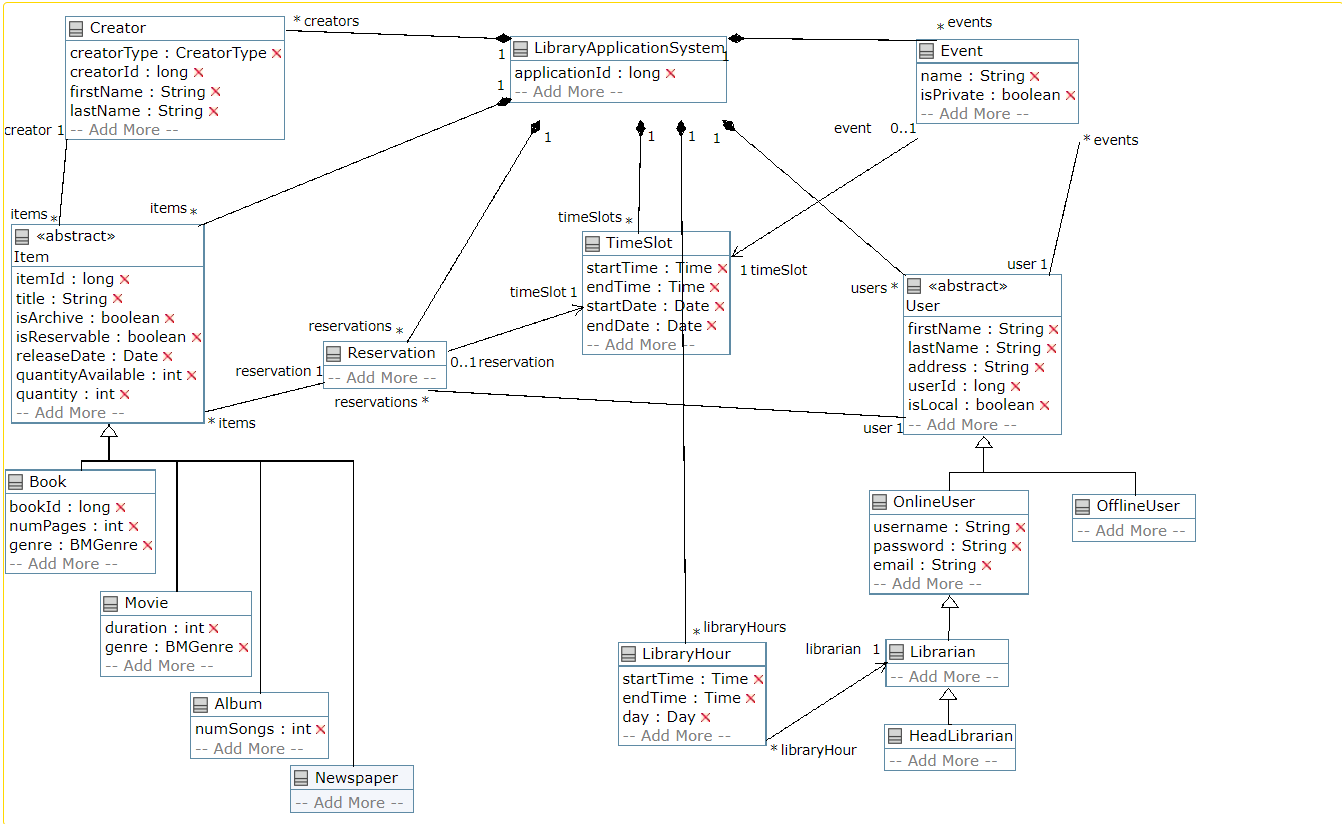 Creator
creatorType : CreatorType
creatorId : long
firstName : String
lastName : String
-- Add More --
* creators
1
LibraryApplicationSystem
applicationId : long
-- Add More --
1
* events
Event
name : String
isPrivate : boolean
-- Add More --
1
1
1
1
1
event 0..1
* events
creator 1
items *
items *
«abstract»
Item
itemId : long
title : String
isArchive : boolean
isReservable : boolean
releaseDate : Date
quantityAvailable : int
quantity : int
-- Add More --
timeSlots *
TimeSlot
startTime : Time
endTime : Time
startDate : Date
endDate : Date
-- Add More --
1 timeSlot
timeSlot 1
user 1
users *
«abstract»
User
firstName : String
lastName : String
address : String
userId : long
isLocal : boolean
-- Add More --
reservations *
Reservation
-- Add More --
0..1 reservation
reservation 1
* items
reservations *
user 1
Book
bookId : long
numPages : int
genre : BMGenre
-- Add More --
Movie
duration : int
genre : BMGenre
-- Add More --
Album
numSongs : int
-- Add More --
Newspaper
-- Add More --
OnlineUser
username : String
password : String
email : String
-- Add More --
OfflineUser
-- Add More --
* libraryHours
LibraryHour
startTime : Time
endTime : Time
day : Day
-- Add More --
* libraryHour
librarian 1
Librarian
-- Add More --
HeadLibrarian
-- Add More --